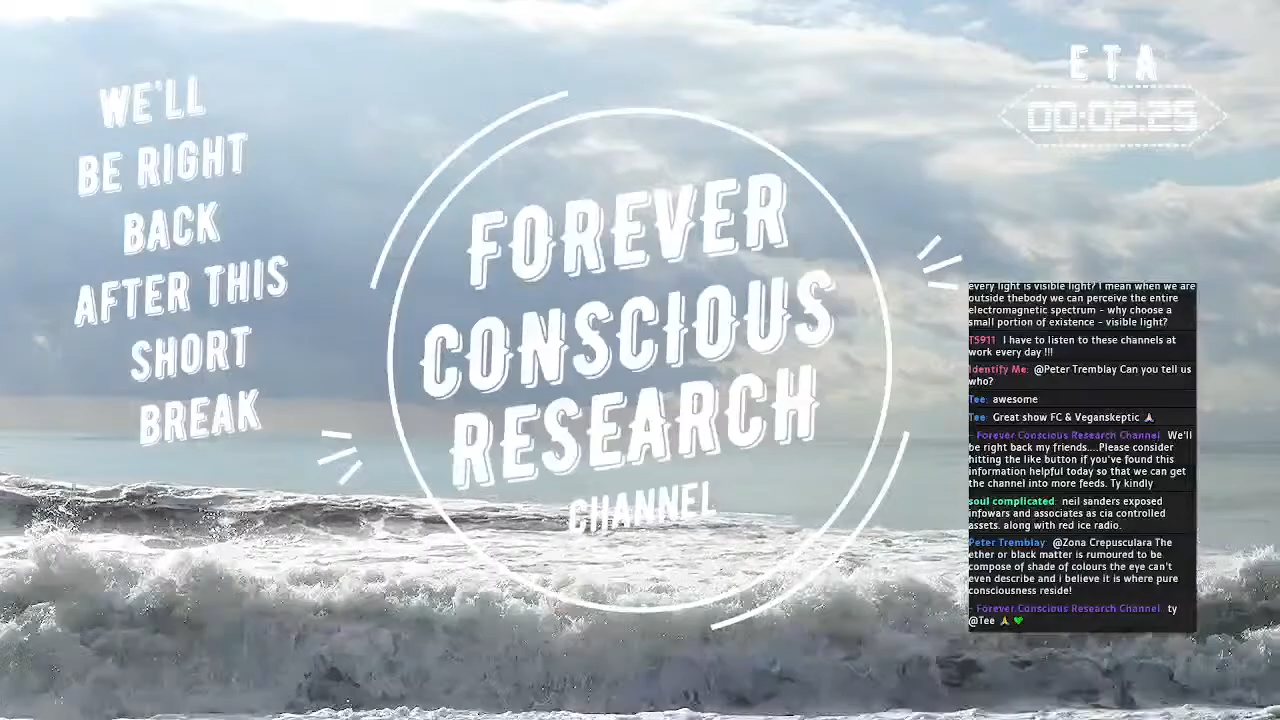 WE'LL
BE RIGHT
BACK
AFTER THIS
SHORT
BREAK
FOREVER
CONSCIOUS
RESEARCH
CHANNEL
ETA
00:02:25
every light is visible light? I mean when we are
outside thebody we can perceive the entire
electromagnetic spectrum - why choose a
small portion of existence - visible light?
TS911 I have to listen to these channels at
work every day !!!
Identify Me: @Peter Tremblay Can you tell us
who?
Tee: awesome
Tee: Great show FC & Veganskeptic 🙏
- Forever Conscious Research Channel We'll
be right back my friends....Please consider
hitting the like button if you've found this
information helpful today so that we can get
the channel into more feeds. Ty kindly
soul complicated: neil sanders exposed
infowars and associates as cia controlled
assets. along with red ice radio.
Peter Tremblay: @Zona Crepusculara The
ether or black matter is rumoured to be
compose of shade of colours the eye can't
even describe and i believe it is where pure
consciousness reside!
- Forever Conscious Research Channel ty
@Tee 🙏 💚